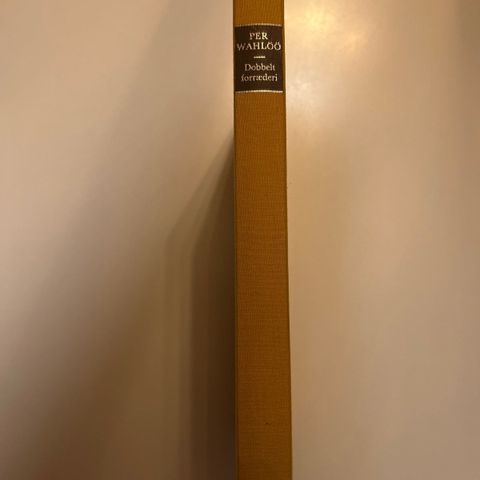 PER
WAHLÖÖ
Dobbelt
forræderi